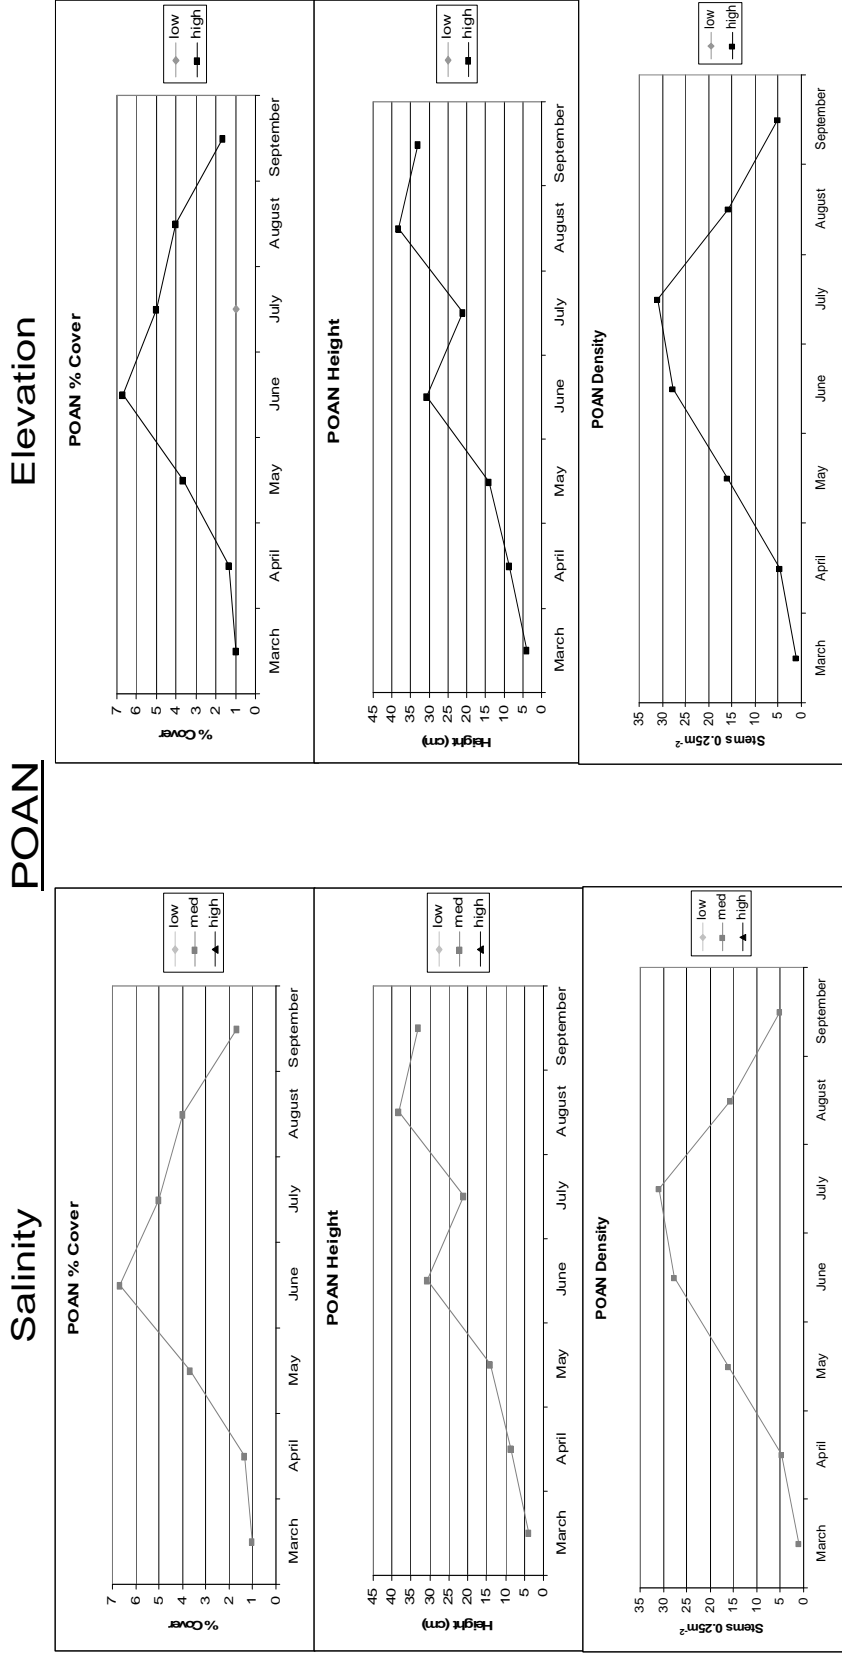 POAN
Salinity
Elevation
POAN % Cover
% Cover
7
6
5
4
3
2
1
0
March
April
May
June
July
August
September
low
med
high
POAN Height
Height (cm)
45
40
35
30
25
20
15
10
5
0
March
April
May
June
July
August
September
low
med
high
POAN Density
Stems 0.25m⁻²
35
30
25
20
15
10
5
0
March
April
May
June
July
August
September
low
med
high
POAN % Cover
% Cover
7
6
5
4
3
2
1
0
March
April
May
June
July
August
September
low
high
POAN Height
Height (cm)
45
40
35
30
25
20
15
10
5
0
March
April
May
June
July
August
September
low
high
POAN Density
Stems 0.25m⁻²
35
30
25
20
15
10
5
0
March
April
May
June
July
August
September
low
high